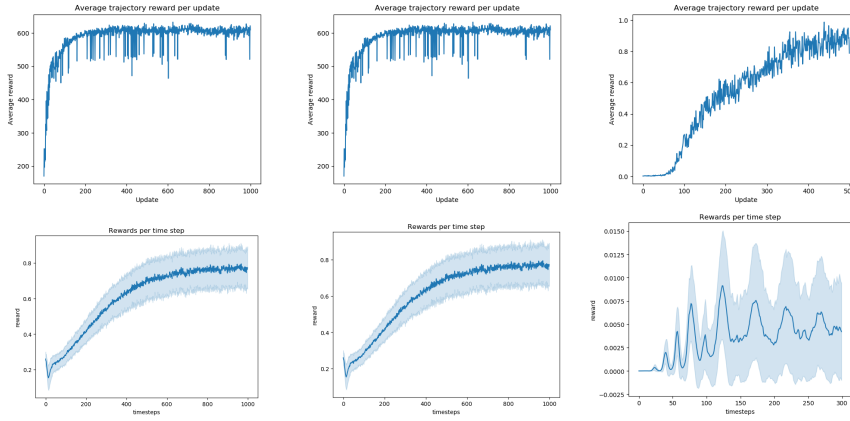 Average trajectory reward per update
Average reward
600
500
400
300
200
0 200 400 600 800 1000
Update
Average trajectory reward per update
Average reward
600
500
400
300
200
0 200 400 600 800 1000
Update
Average trajectory reward per update
Average reward
1.0
0.8
0.6
0.4
0.2
0.0
0 100 200 300 400 500
Update
Rewards per time step
reward
0.8
0.6
0.4
0.2
0 200 400 600 800 1000
timesteps
Rewards per time step
reward
0.8
0.6
0.4
0.2
0 200 400 600 800 1000
timesteps
Rewards per time step
reward
0.0150
0.0125
0.0100
0.0075
0.0050
0.0025
0.0000
−0.0025
0 50 100 150 200 250 300
timesteps